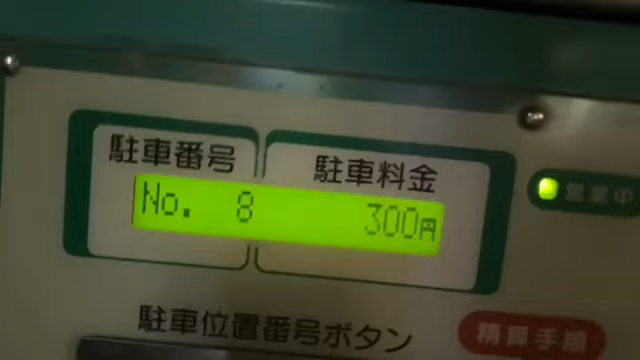 駐車番号
駐車料金
No. 8 300円
営業中
駐車位置番号ボタン
精算手順